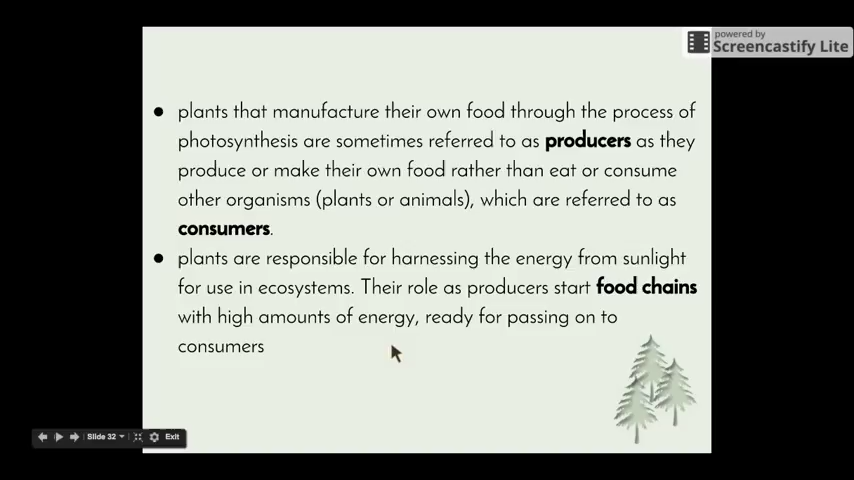 powered by
Screencastify Lite
● plants that manufacture their own food through the process of
photosynthesis are sometimes referred to as producers as they
produce or make their own food rather than eat or consume
other organisms (plants or animals), which are referred to as
consumers.
● plants are responsible for harnessing the energy from sunlight
for use in ecosystems. Their role as producers start food chains
with high amounts of energy, ready for passing on to
consumers
Slide 32 Exit